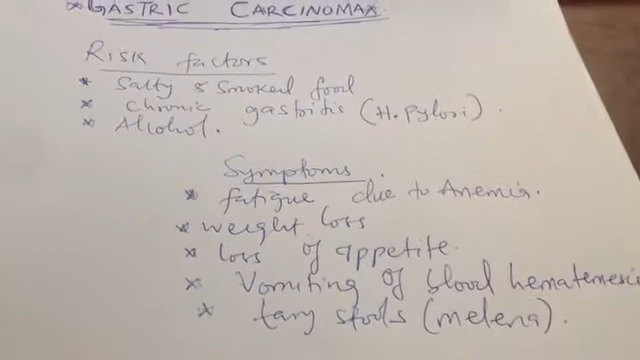 * GASTRIC CARCINOMA *
Risk factors
* Salty & smoked food
* Chronic gastritis (H. pylori).
* Alcohol.
Symptoms.
* fatigue due to Anemia.
* weight loss
* loss of appetite.
* Vomiting of blood hematemesis
* tary stools (melena).